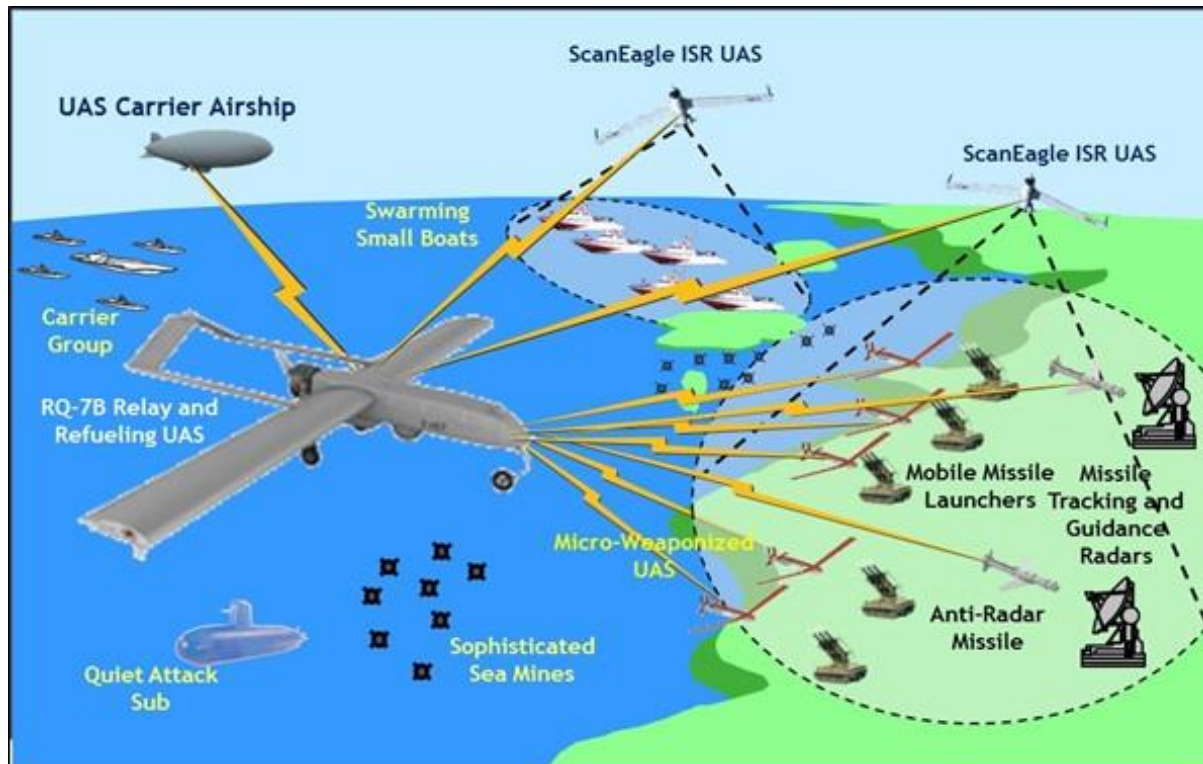 ScanEagle ISR UAS
UAS Carrier Airship
ScanEagle ISR UAS
Swarming
Small Boats
Carrier
Group
RQ-7B Relay and
Refueling UAS
Mobile Missile
Launchers
Missile
Tracking and
Guidance
Radars
Micro-Weaponized
UAS
Anti-Radar
Missile
Sophisticated
Sea Mines
Quiet Attack
Sub